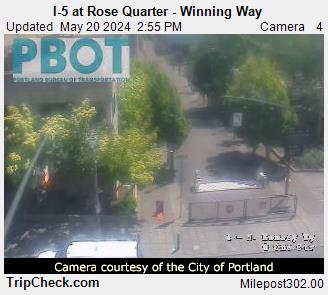 I-5 at Rose Quarter - Winning Way
Updated May 20 2024 2:55 PM Camera 4
PBOT
PORTLAND BUREAU OF TRANSPORTATION
Camera courtesy of the City of Portland
TripCheck.com Milepost302.00